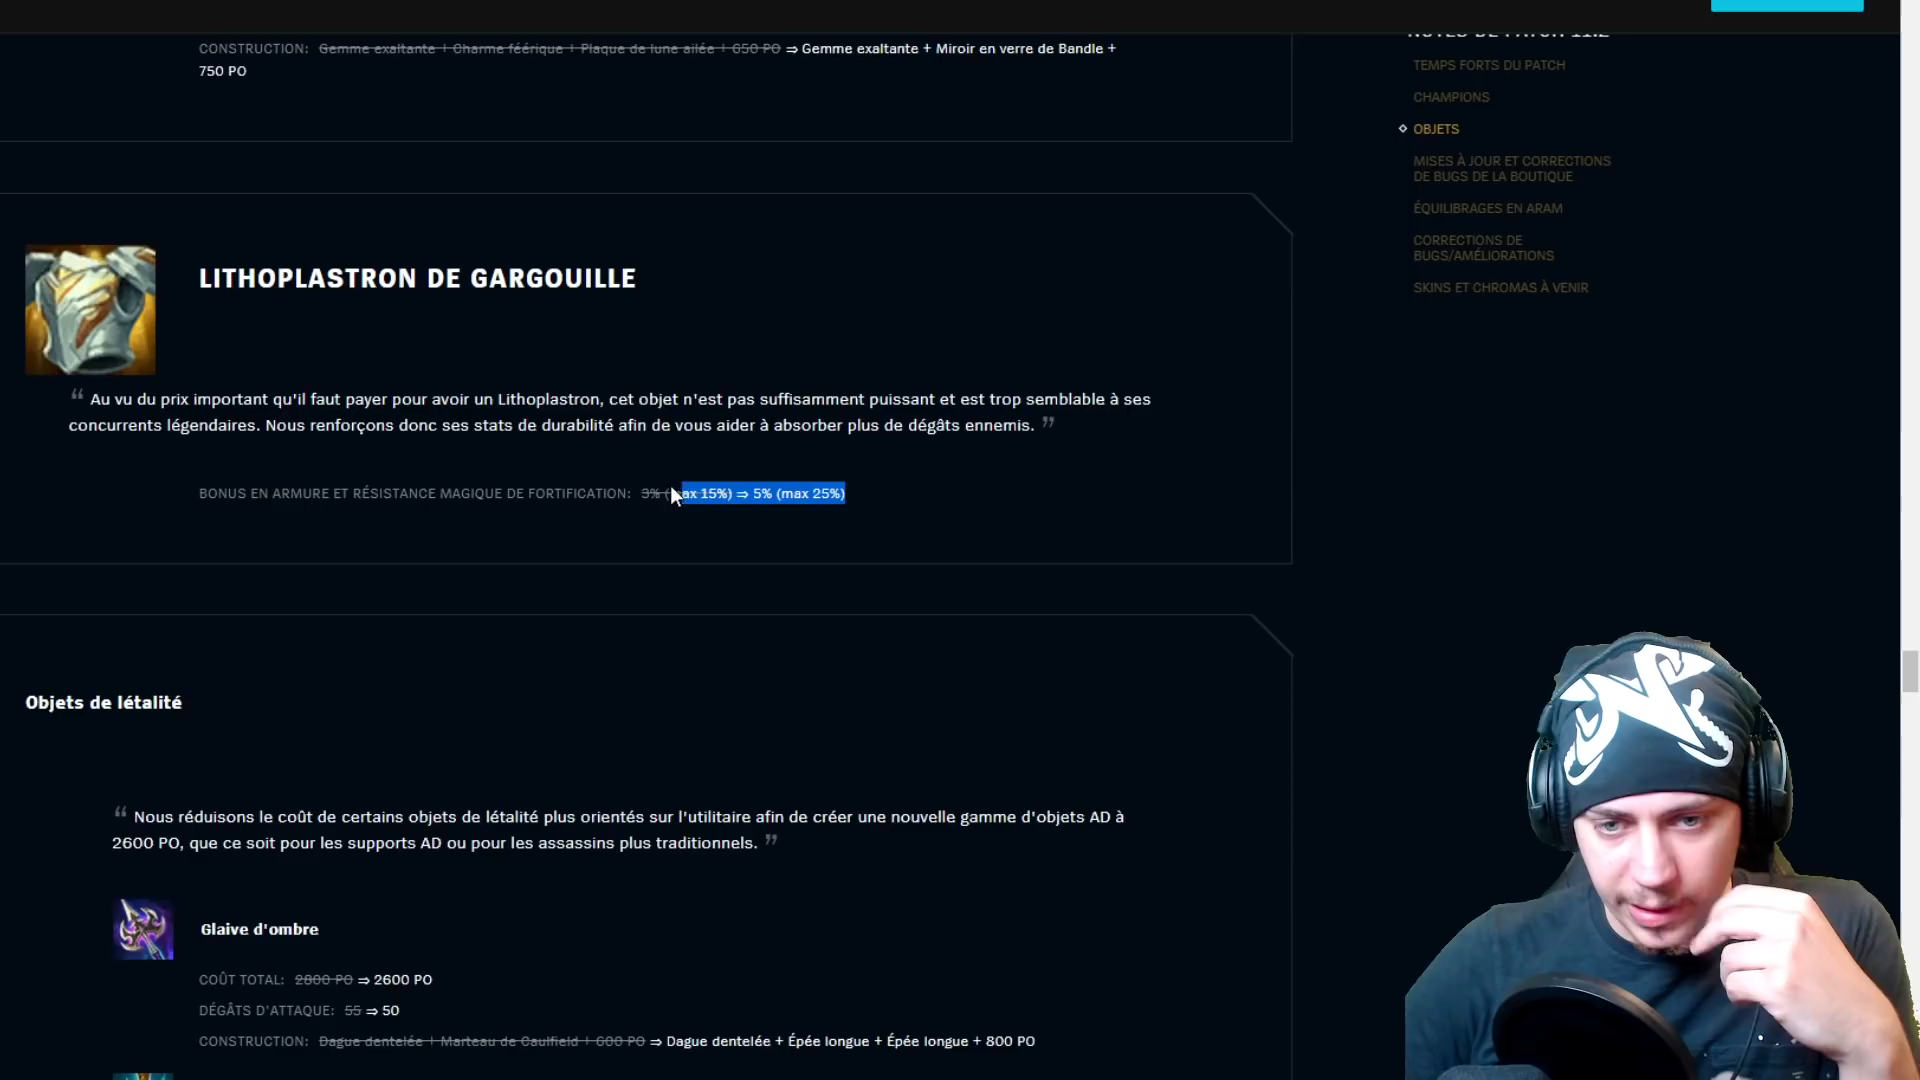 CONSTRUCTION: Gemme exaltante + Charme féérique + Plaque de lune ailée + 650 PO ⇒ Gemme exaltante + Miroir en verre de Bandle +
750 PO
NOTES DE PATCH 11.2
TEMPS FORTS DU PATCH
CHAMPIONS
OBJETS
MISES À JOUR ET CORRECTIONS
DE BUGS DE LA BOUTIQUE
ÉQUILIBRAGES EN ARAM
CORRECTIONS DE
BUGS/AMÉLIORATIONS
SKINS ET CHROMAS À VENIR
LITHOPLASTRON DE GARGOUILLE
“ Au vu du prix important qu'il faut payer pour avoir un Lithoplastron, cet objet n'est pas suffisamment puissant et est trop semblable à ses
concurrents légendaires. Nous renforçons donc ses stats de durabilité afin de vous aider à absorber plus de dégâts ennemis. ”
BONUS EN ARMURE ET RÉSISTANCE MAGIQUE DE FORTIFICATION: 3% (max 15%) ⇒ 5% (max 25%)
Objets de létalité
“ Nous réduisons le coût de certains objets de létalité plus orientés sur l'utilitaire afin de créer une nouvelle gamme d'objets AD à
2600 PO, que ce soit pour les supports AD ou pour les assassins plus traditionnels. ”
Glaive d'ombre
COÛT TOTAL: 2800 PO ⇒ 2600 PO
DÉGÂTS D'ATTAQUE: 55 ⇒ 50
CONSTRUCTION: Dague dentelée + Marteau de Caulfield + 600 PO ⇒ Dague dentelée + Épée longue + Épée longue + 800 PO